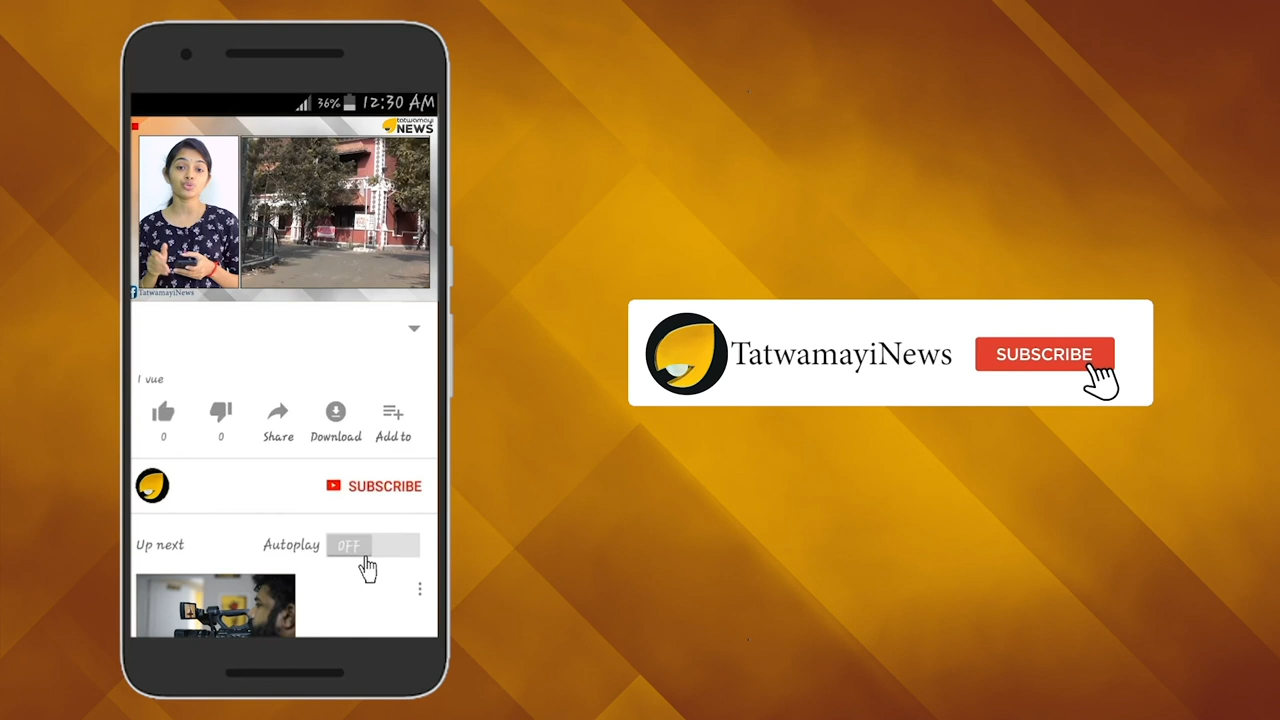 36% 12:30 AM
tatwamayi
NEWS
TatwamayiNews
1 vue
0
0
Share
Download
Add to
SUBSCRIBE
Up next
Autoplay
OFF
TatwamayiNews
SUBSCRIBE